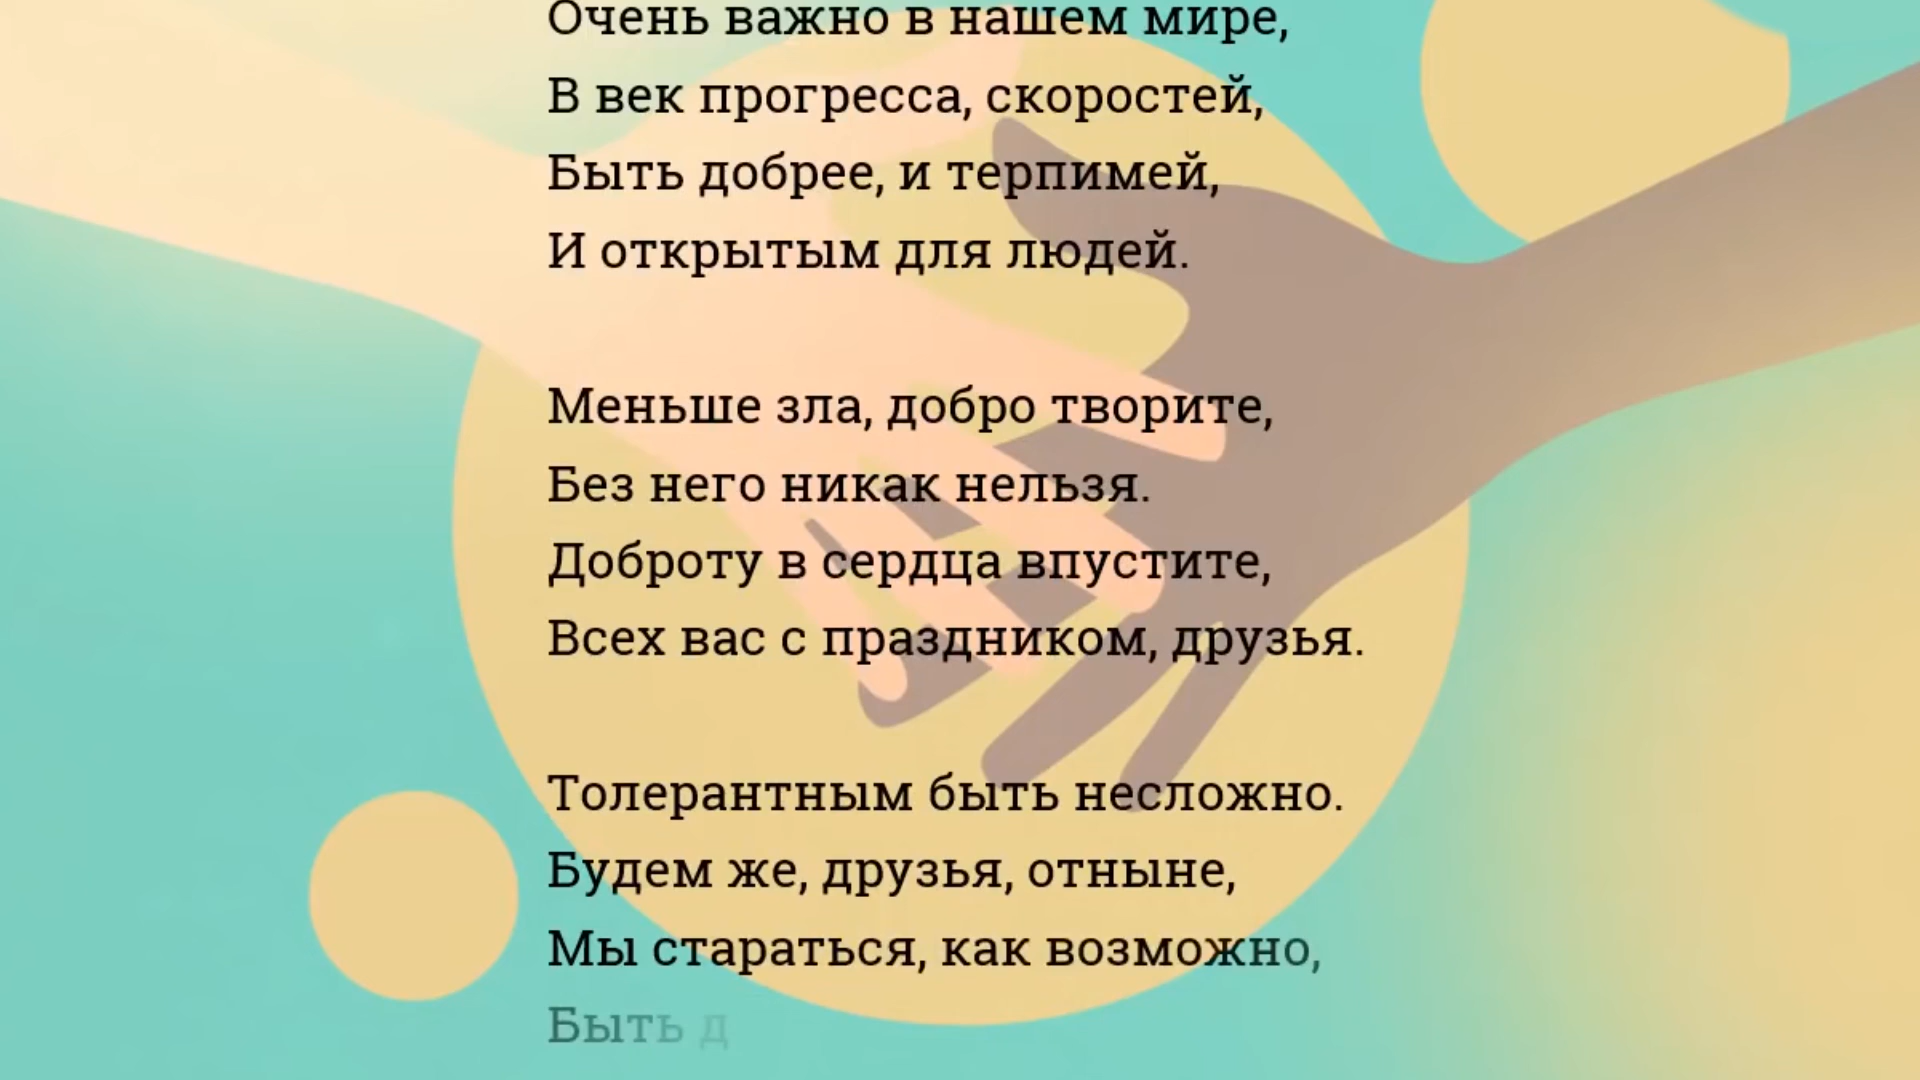 Очень важно в нашем мире,
В век прогресса, скоростей,
Быть добрее, и терпимей,
И открытым для людей.
Меньше зла, добро творите,
Без него никак нельзя.
Доброту в сердца впустите,
Всех вас с праздником, друзья.
Толерантным быть несложно.
Будем же, друзья, отныне,
Мы стараться, как возможно,
Быть д